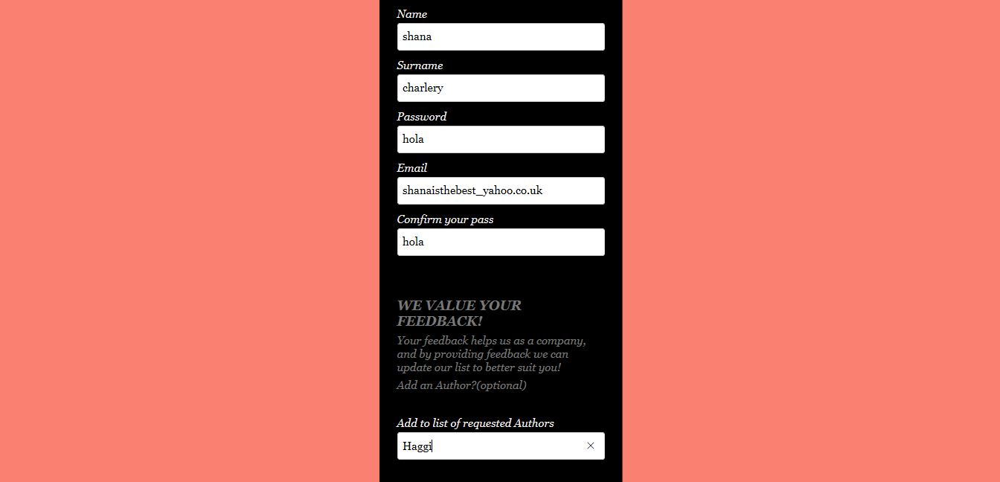 Name
shana
Surname
charlery
Password
hola
Email
shanaisthebest_yahoo.co.uk
Comfirm your pass
hola
WE VALUE YOUR
FEEDBACK!
Your feedback helps us as a company,
and by providing feedback we can
update our list to better suit you!
Add an Author?(optional)
Add to list of requested Authors
Haggi